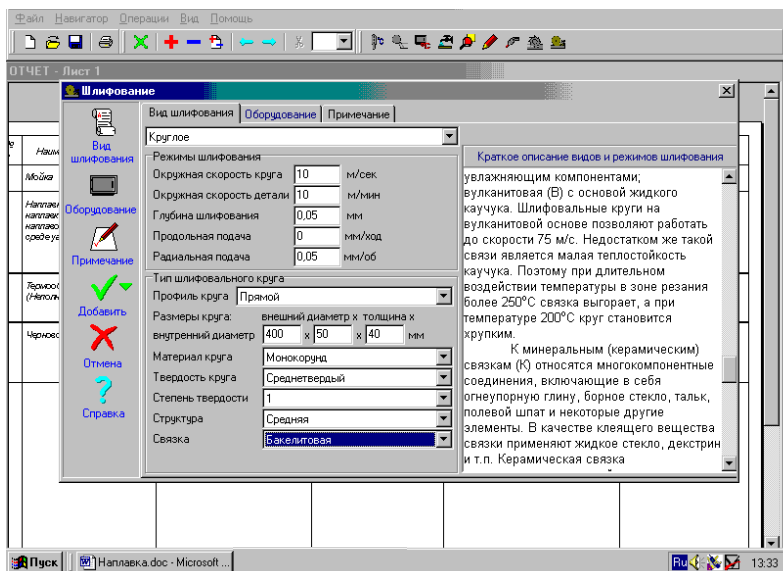 Файл Навигатор Операции Вид Помощь
ОТЧЕТ - Лист 1
Шлифование
Вид шлифования Оборудование Примечание
Вид
шлифования
Оборудование
Примечание
Добавить
Отмена
Справка
Круглое
Режимы шлифования
Окружная скорость круга 10 м/сек
Окружная скорость детали 10 м/мин
Глубина шлифования 0,05 мм
Продольная подача 0 мм/ход
Радиальная подача 0,05 мм/об
Тип шлифовального круга
Профиль круга Прямой
Размеры круга: внешний диаметр x толщина x
внутренний диаметр 400 x 50 x 40 мм
Материал круга Монокорунд
Твердость круга Среднетвердый
Степень твердости 1
Структура Средняя
Связка Бакелитовая
Краткое описание видов и режимов шлифования
увлажняющим компонентами;
вулканитовая (В) с основой жидкого
каучука. Шлифовальные круги на
вулканитовой основе позволяют работать
до скорости 75 м/с. Недостатком же такой
связи является малая теплостойкость
каучука. Поэтому при длительном
воздействии температуры в зоне резания
более 250°С связка выгорает, а при
температуре 200°С круг становится
хрупким.
К минеральным (керамическим)
связкам (К) относятся многокомпонентные
соединения, включающие в себя
огнеупорную глину, борное стекло, тальк,
полевой шпат и некоторые другие
элементы. В качестве клеящего вещества
связки применяют жидкое стекло, декстрин
и т.п. Керамическая связка
Мойка
Пуск Наплавка.doc - Microsoft ... Ru 13:33